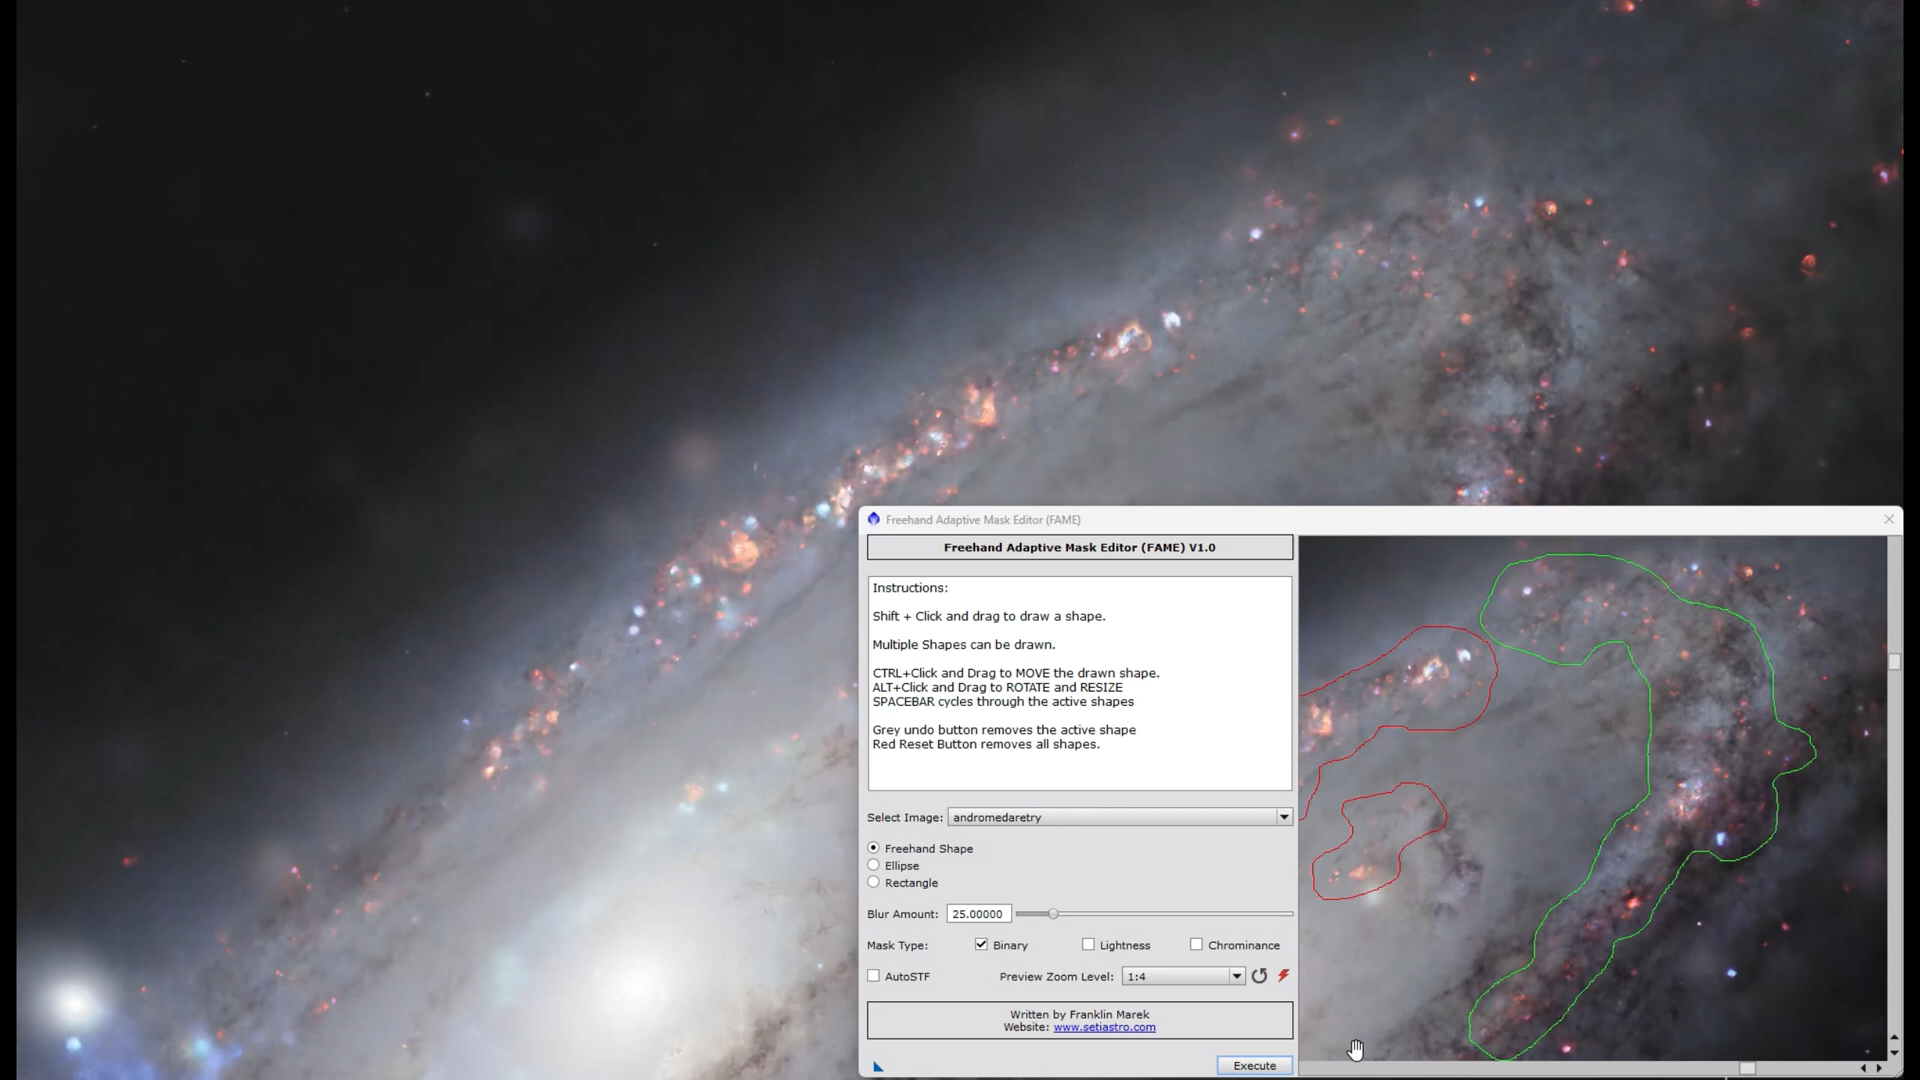 Freehand Adaptive Mask Editor (FAME)
Freehand Adaptive Mask Editor (FAME) V1.0
Instructions:
Shift + Click and drag to draw a shape.
Multiple Shapes can be drawn.
CTRL+Click and Drag to MOVE the drawn shape.
ALT+Click and Drag to ROTATE and RESIZE
SPACEBAR cycles through the active shapes
Grey undo button removes the active shape
Red Reset Button removes all shapes.
Select Image: andromedaretry
Freehand Shape
Ellipse
Rectangle
Blur Amount: 25.00000
Mask Type: Binary Lightness Chrominance
AutoSTF Preview Zoom Level: 1:4
Written by Franklin Marek
Website: www.setiastro.com
Execute